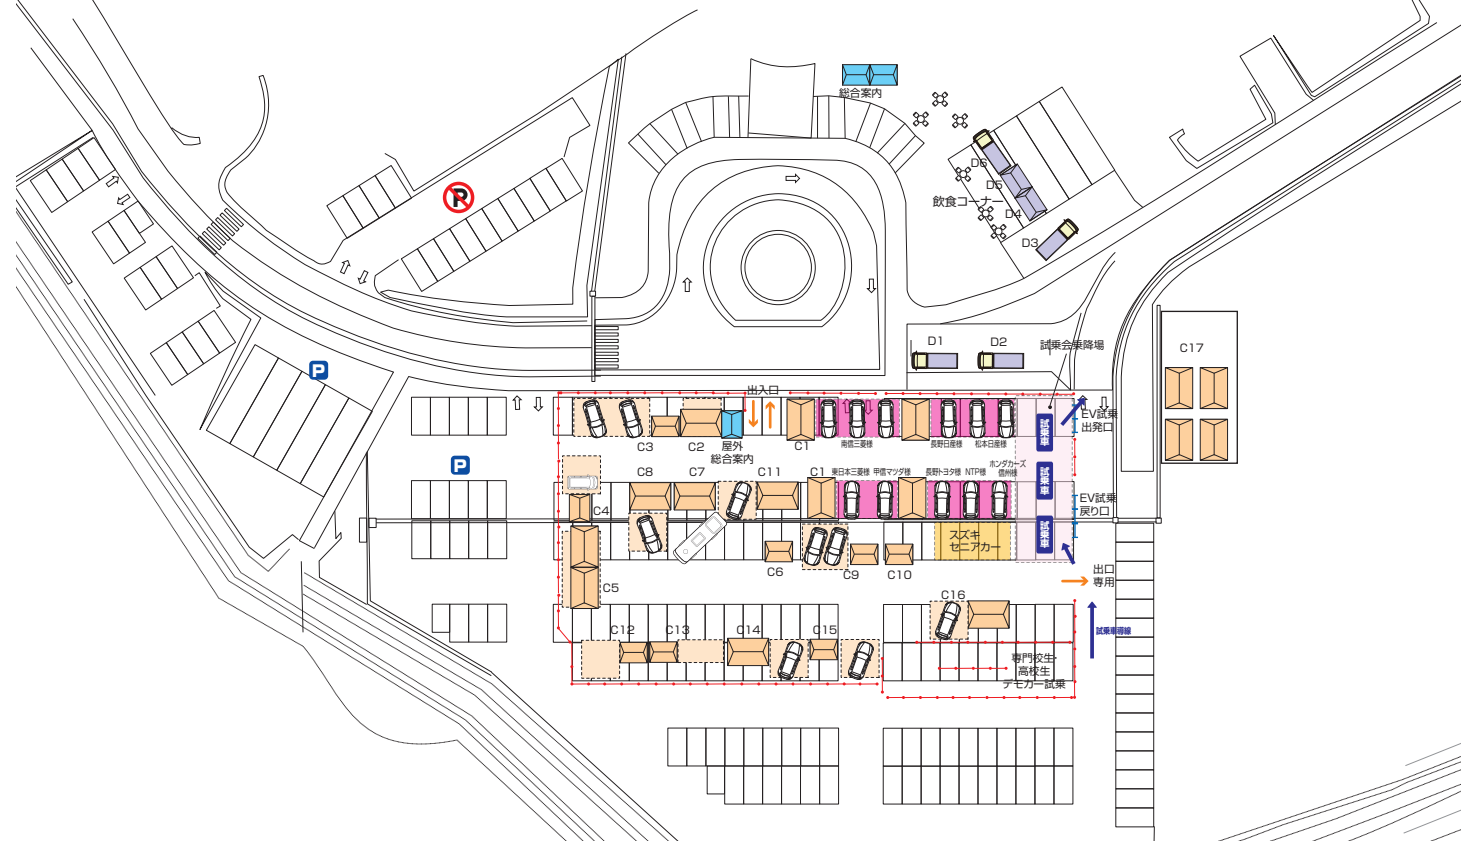 総合案内
D6
D5
飲食コーナー
D4
D3
P
D1
D2
試乗会乗降場
C17
P
P
出入口
EV試乗
出発口
C3
C2
屋外
総合案内
C1
南信三菱様
長野日産様
松本日産様
試乗車
C8
C7
C11
C1
東日本三菱様
甲信マツダ様
長野トヨタ様
NTP様
ホンダカーズ
信州様
試乗車
EV試乗
戻り口
C4
スズキ
セニアカー
試乗車
C6
C9
C10
出口
専用
C5
C16
C12
C13
C14
C15
試乗車導線
専門校生・
高校生
デモカー試乗